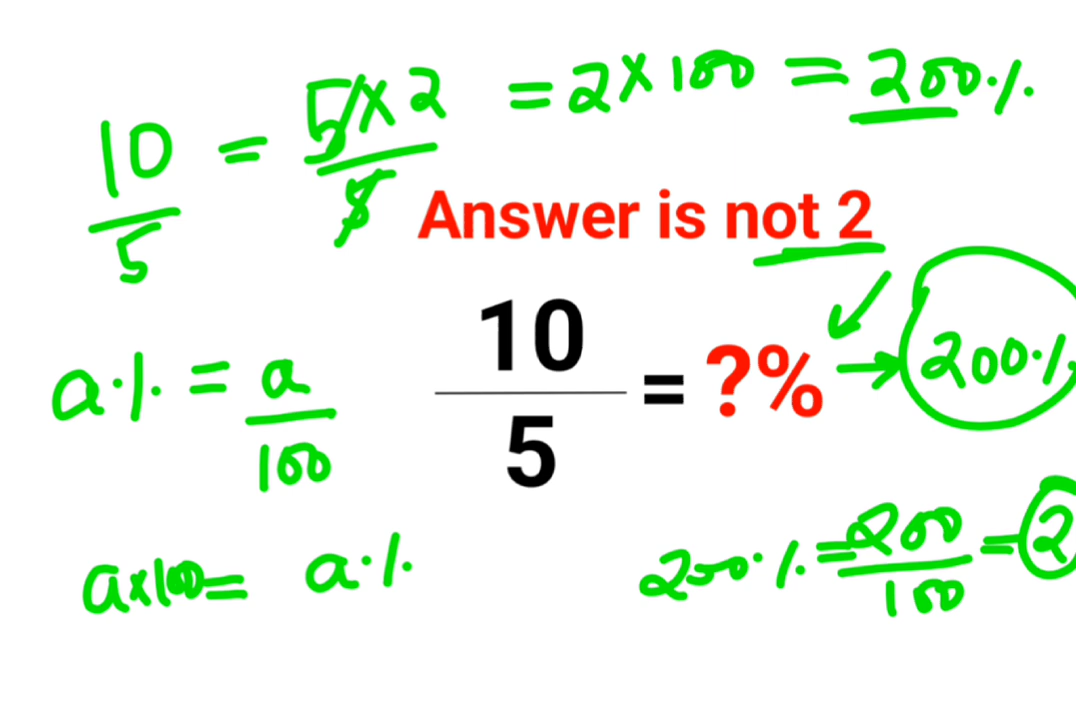 10/5 = 5×2/5 = 2×100 = 200%
Answer is not 2
a% = a/100
10/5 = ?% → 200%
a×100 = a%
200% = 200/100 = 2